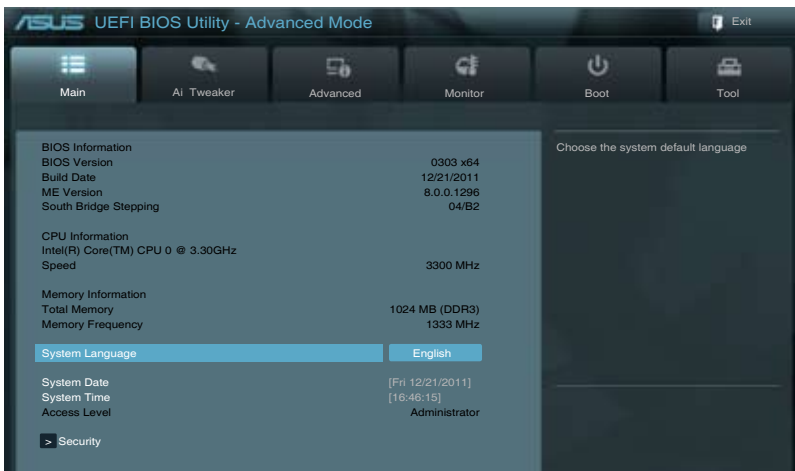 ASUS UEFI BIOS Utility - Advanced Mode
Exit
Main
Ai Tweaker
Advanced
Monitor
Boot
Tool
BIOS Information
BIOS Version 0303 x64
Build Date 12/21/2011
ME Version 8.0.0.1296
South Bridge Stepping 04/B2
CPU Information
Intel(R) Core(TM) CPU 0 @ 3.30GHz
Speed 3300 MHz
Memory Information
Total Memory 1024 MB (DDR3)
Memory Frequency 1333 MHz
System Language English
System Date [Fri 12/21/2011]
System Time [16:46:15]
Access Level Administrator
> Security
Choose the system default language